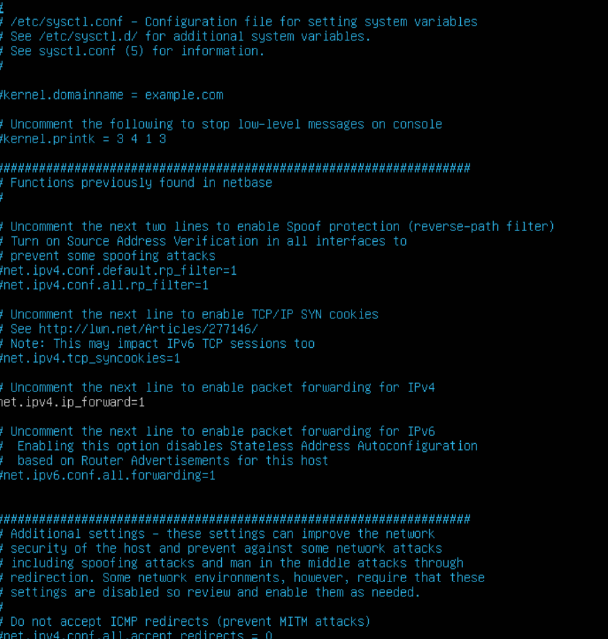 #
# /etc/sysctl.conf - Configuration file for setting system variables
# See /etc/sysctl.d/ for additional system variables.
# See sysctl.conf (5) for information.
#
#kernel.domainname = example.com
# Uncomment the following to stop low-level messages on console
#kernel.printk = 3 4 1 3
###################################################################
# Functions previously found in netbase
#
# Uncomment the next two lines to enable Spoof protection (reverse-path filter)
# Turn on Source Address Verification in all interfaces to
# prevent some spoofing attacks
#net.ipv4.conf.default.rp_filter=1
#net.ipv4.conf.all.rp_filter=1
# Uncomment the next line to enable TCP/IP SYN cookies
# See http://lwn.net/Articles/277146/
# Note: This may impact IPv6 TCP sessions too
#net.ipv4.tcp_syncookies=1
# Uncomment the next line to enable packet forwarding for IPv4
net.ipv4.ip_forward=1
# Uncomment the next line to enable packet forwarding for IPv6
#  Enabling this option disables Stateless Address Autoconfiguration
#  based on Router Advertisements for this host
#net.ipv6.conf.all.forwarding=1
###################################################################
# Additional settings - these settings can improve the network
# security of the host and prevent against some network attacks
# including spoofing attacks and man in the middle attacks through
# redirection. Some network environments, however, require that these
# settings are disabled so review and enable them as needed.
#
# Do not accept ICMP redirects (prevent MITM attacks)
#net.ipv4.conf.all.accept_redirects = 0